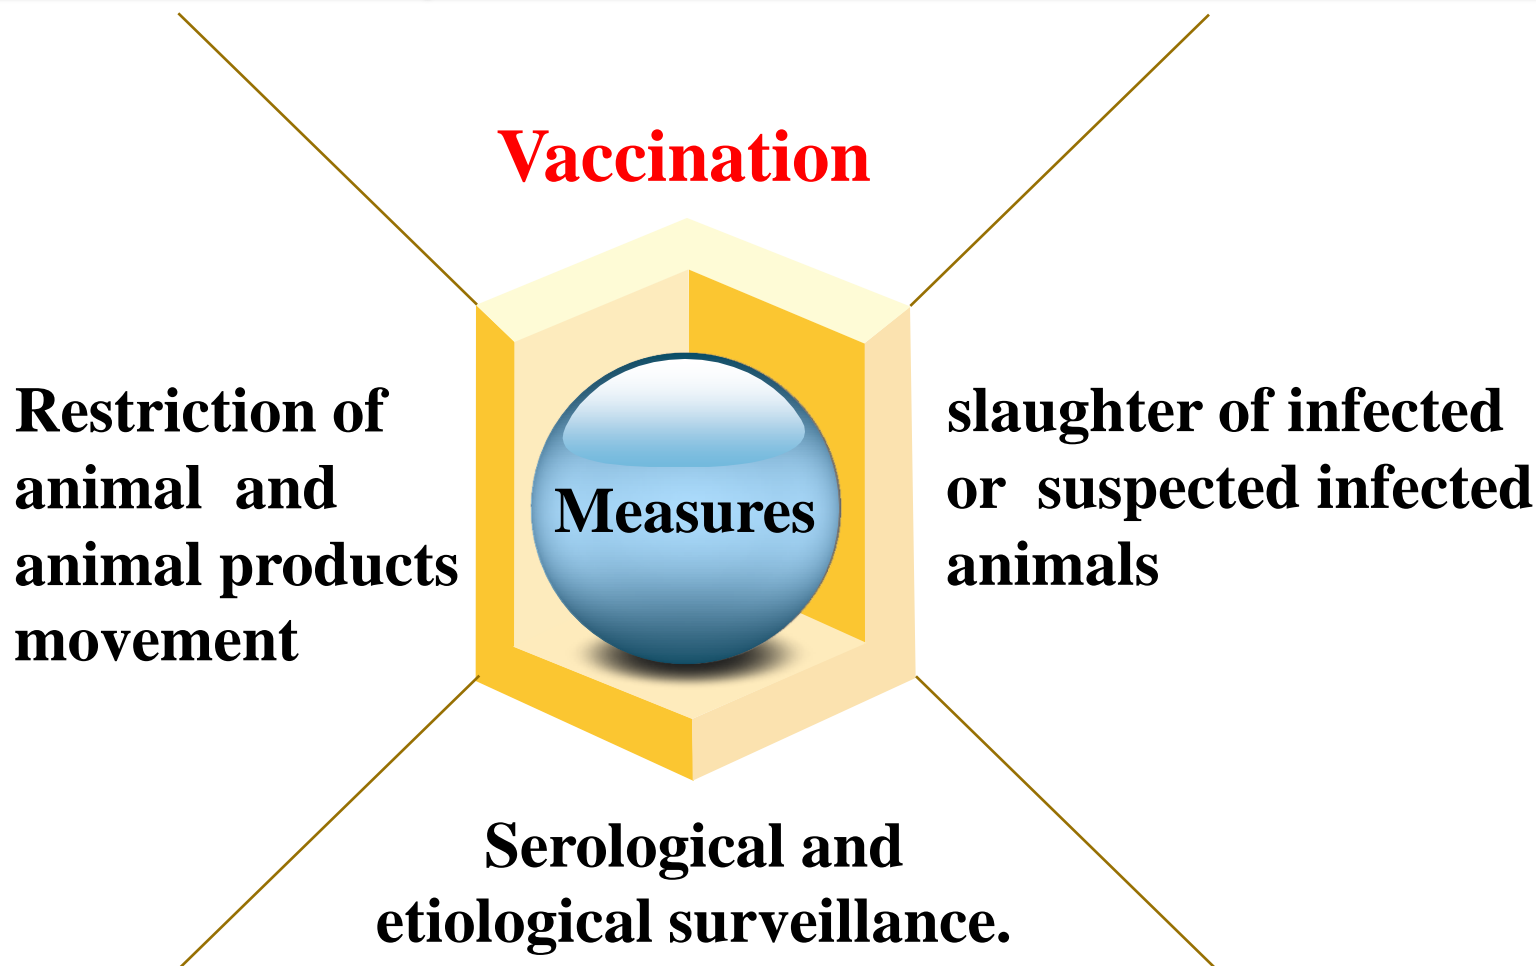 Vaccination
Restriction of
animal and
animal products
movement
Measures
slaughter of infected
or suspected infected
animals
Serological and
etiological surveillance.